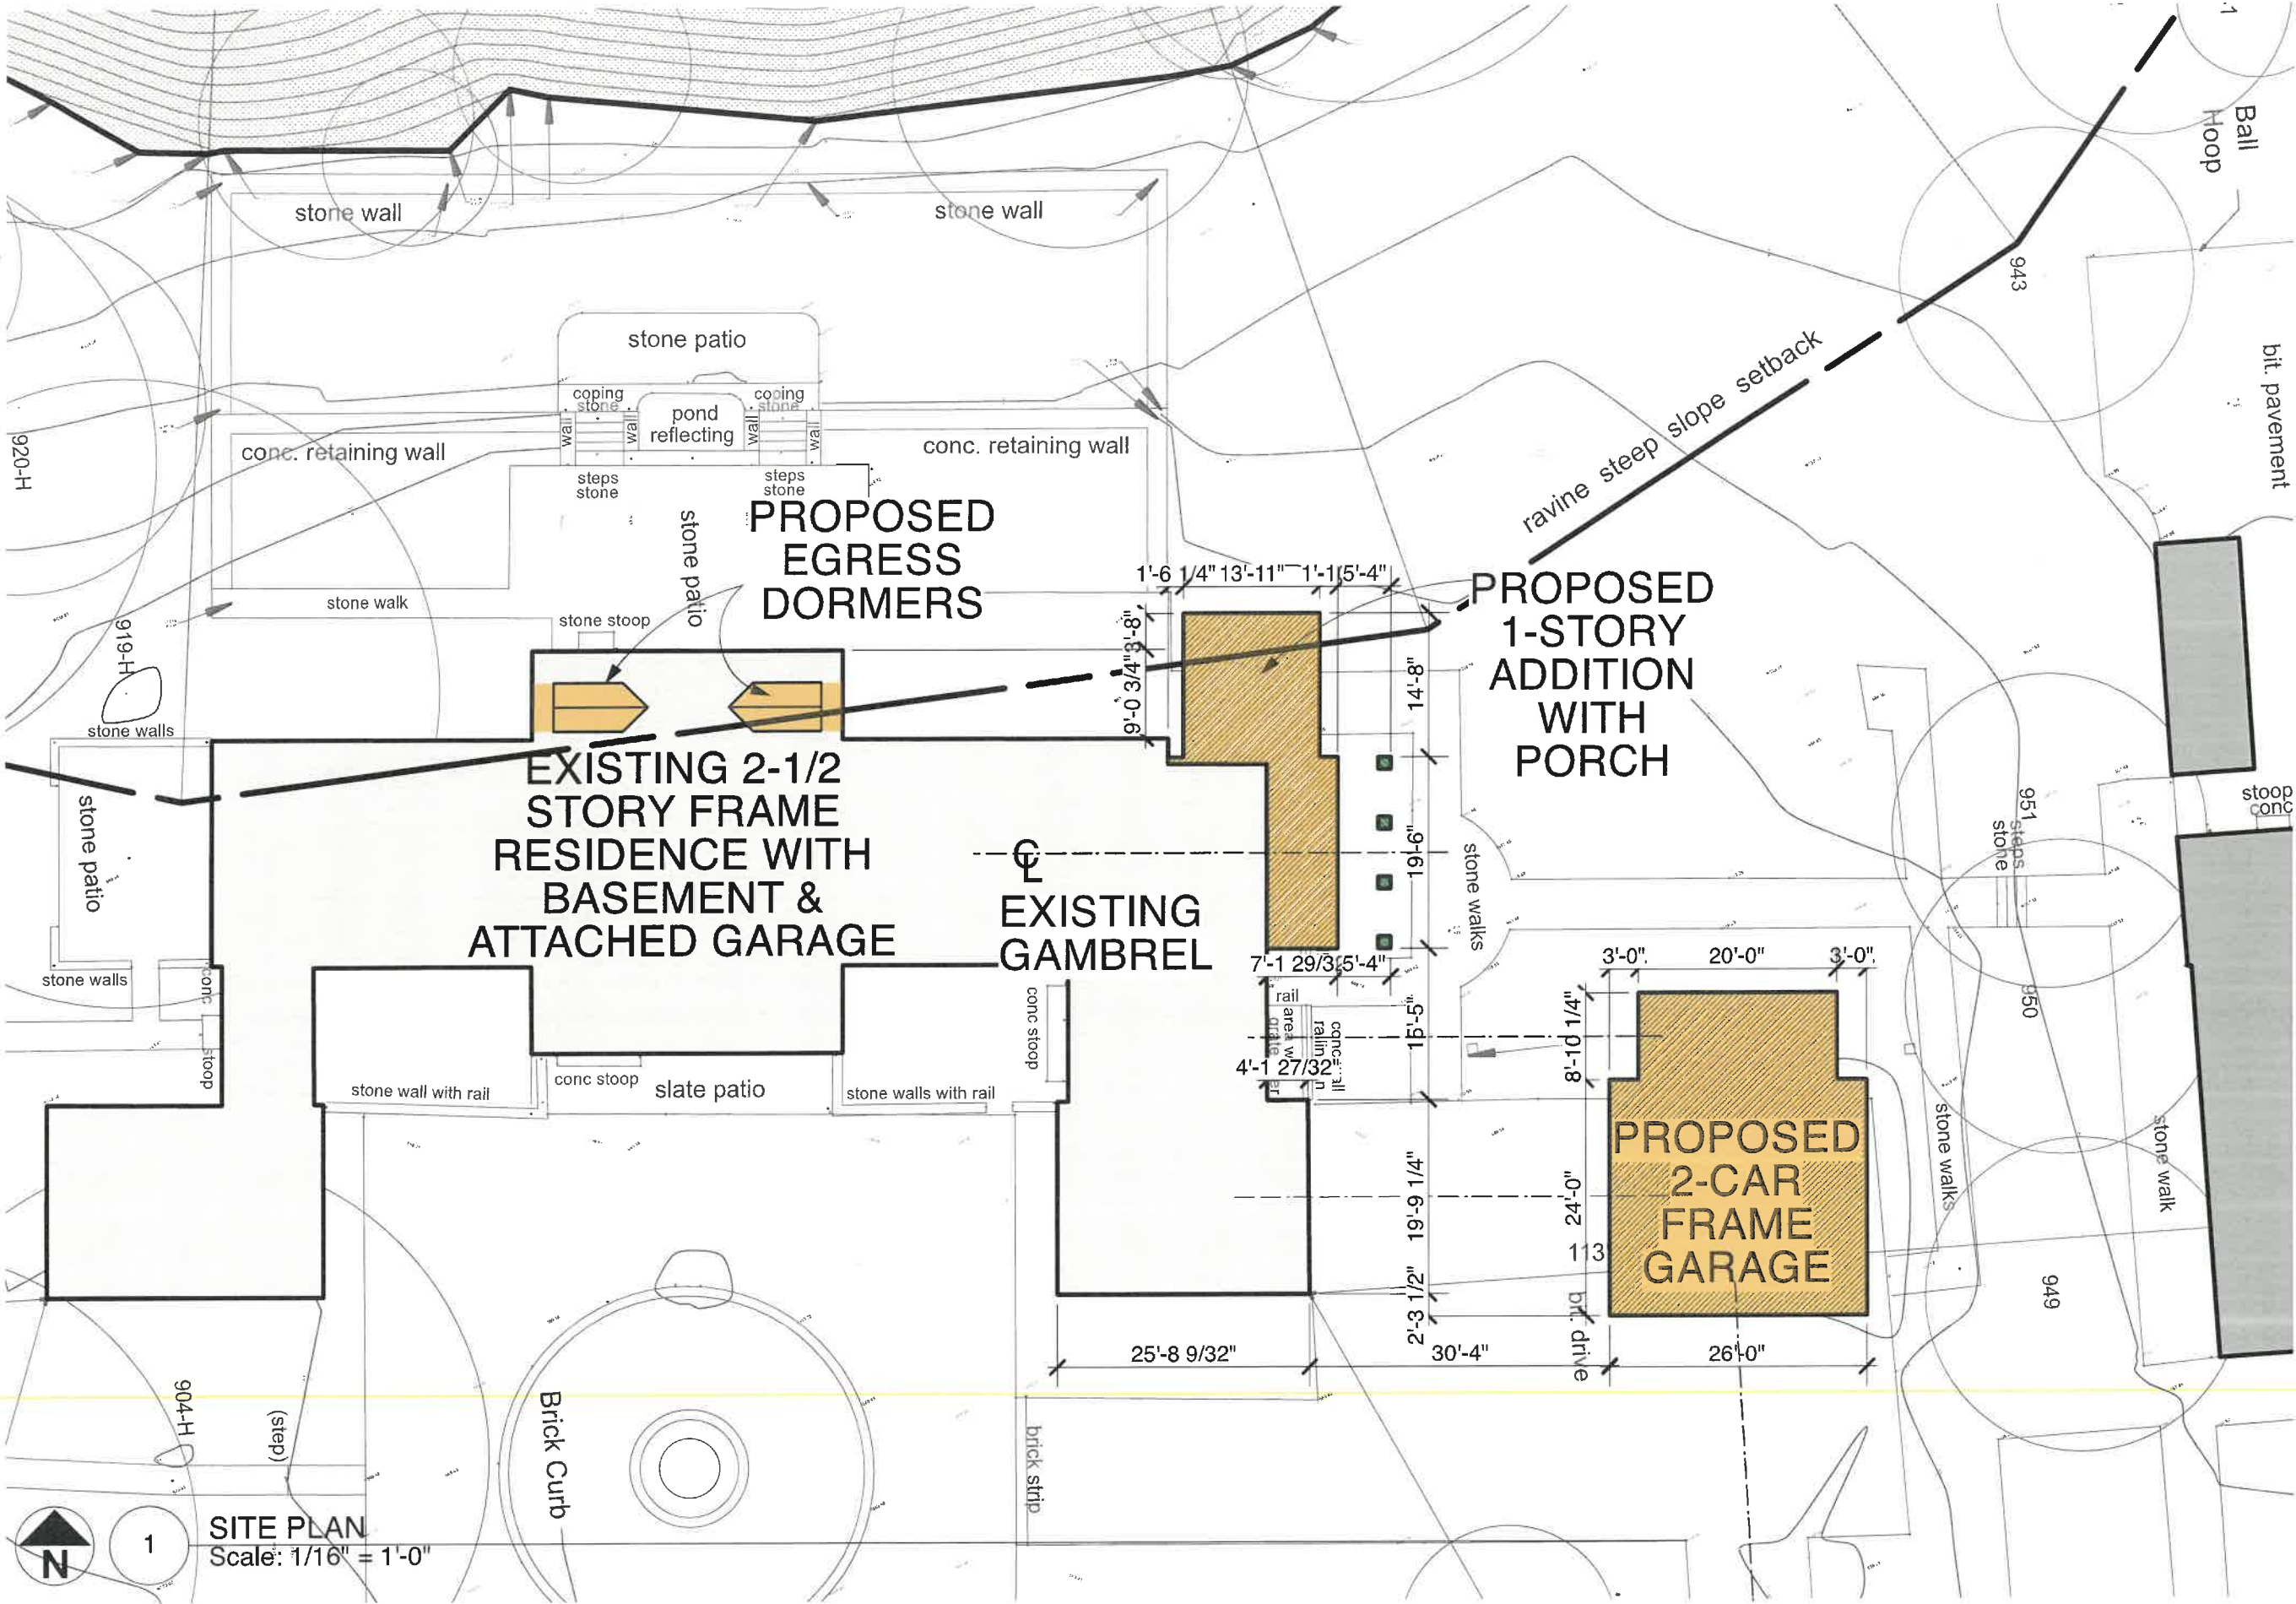 Ball
Hoop
stone wall
stone wall
943
stone patio
ravine steep slope setback
bit. pavement
coping
stone
coping
stone
pond
reflecting
wall
wall
wall
wall
920-H
conc. retaining wall
conc. retaining wall
steps
stone
steps
stone
PROPOSED
EGRESS
DORMERS
stone patio
1'-6 1/4"
13'-11"
5'-4"
PROPOSED
1-STORY
ADDITION
WITH
PORCH
stone walk
stone stoop
919-H
3'-8"
9'-0 3/4"
14'-8"
stone walls
EXISTING 2-1/2
STORY FRAME
RESIDENCE WITH
BASEMENT &
ATTACHED GARAGE
stone patio
951
steps
stone
stoop
conc
19'-6"
stone walks
EXISTING
GAMBREL
stone walls
conc
stoop
7'-1 29/3
5'-4"
3'-0"
20'-0"
3'-0"
950
rail
conc stoop
15'-5"
8'-10 1/4"
4'-1 27/32"
stone wall with rail
conc stoop
slate patio
stone walls with rail
PROPOSED
2-CAR
FRAME
GARAGE
stone walks
stone walk
19'-9 1/4"
24'-0"
113
949
2'-3 1/2"
bit. drive
25'-8 9/32"
30'-4"
26'-0"
904-H
(step)
Brick Curb
brick strip
N
1
SITE PLAN
Scale: 1/16" = 1'-0"